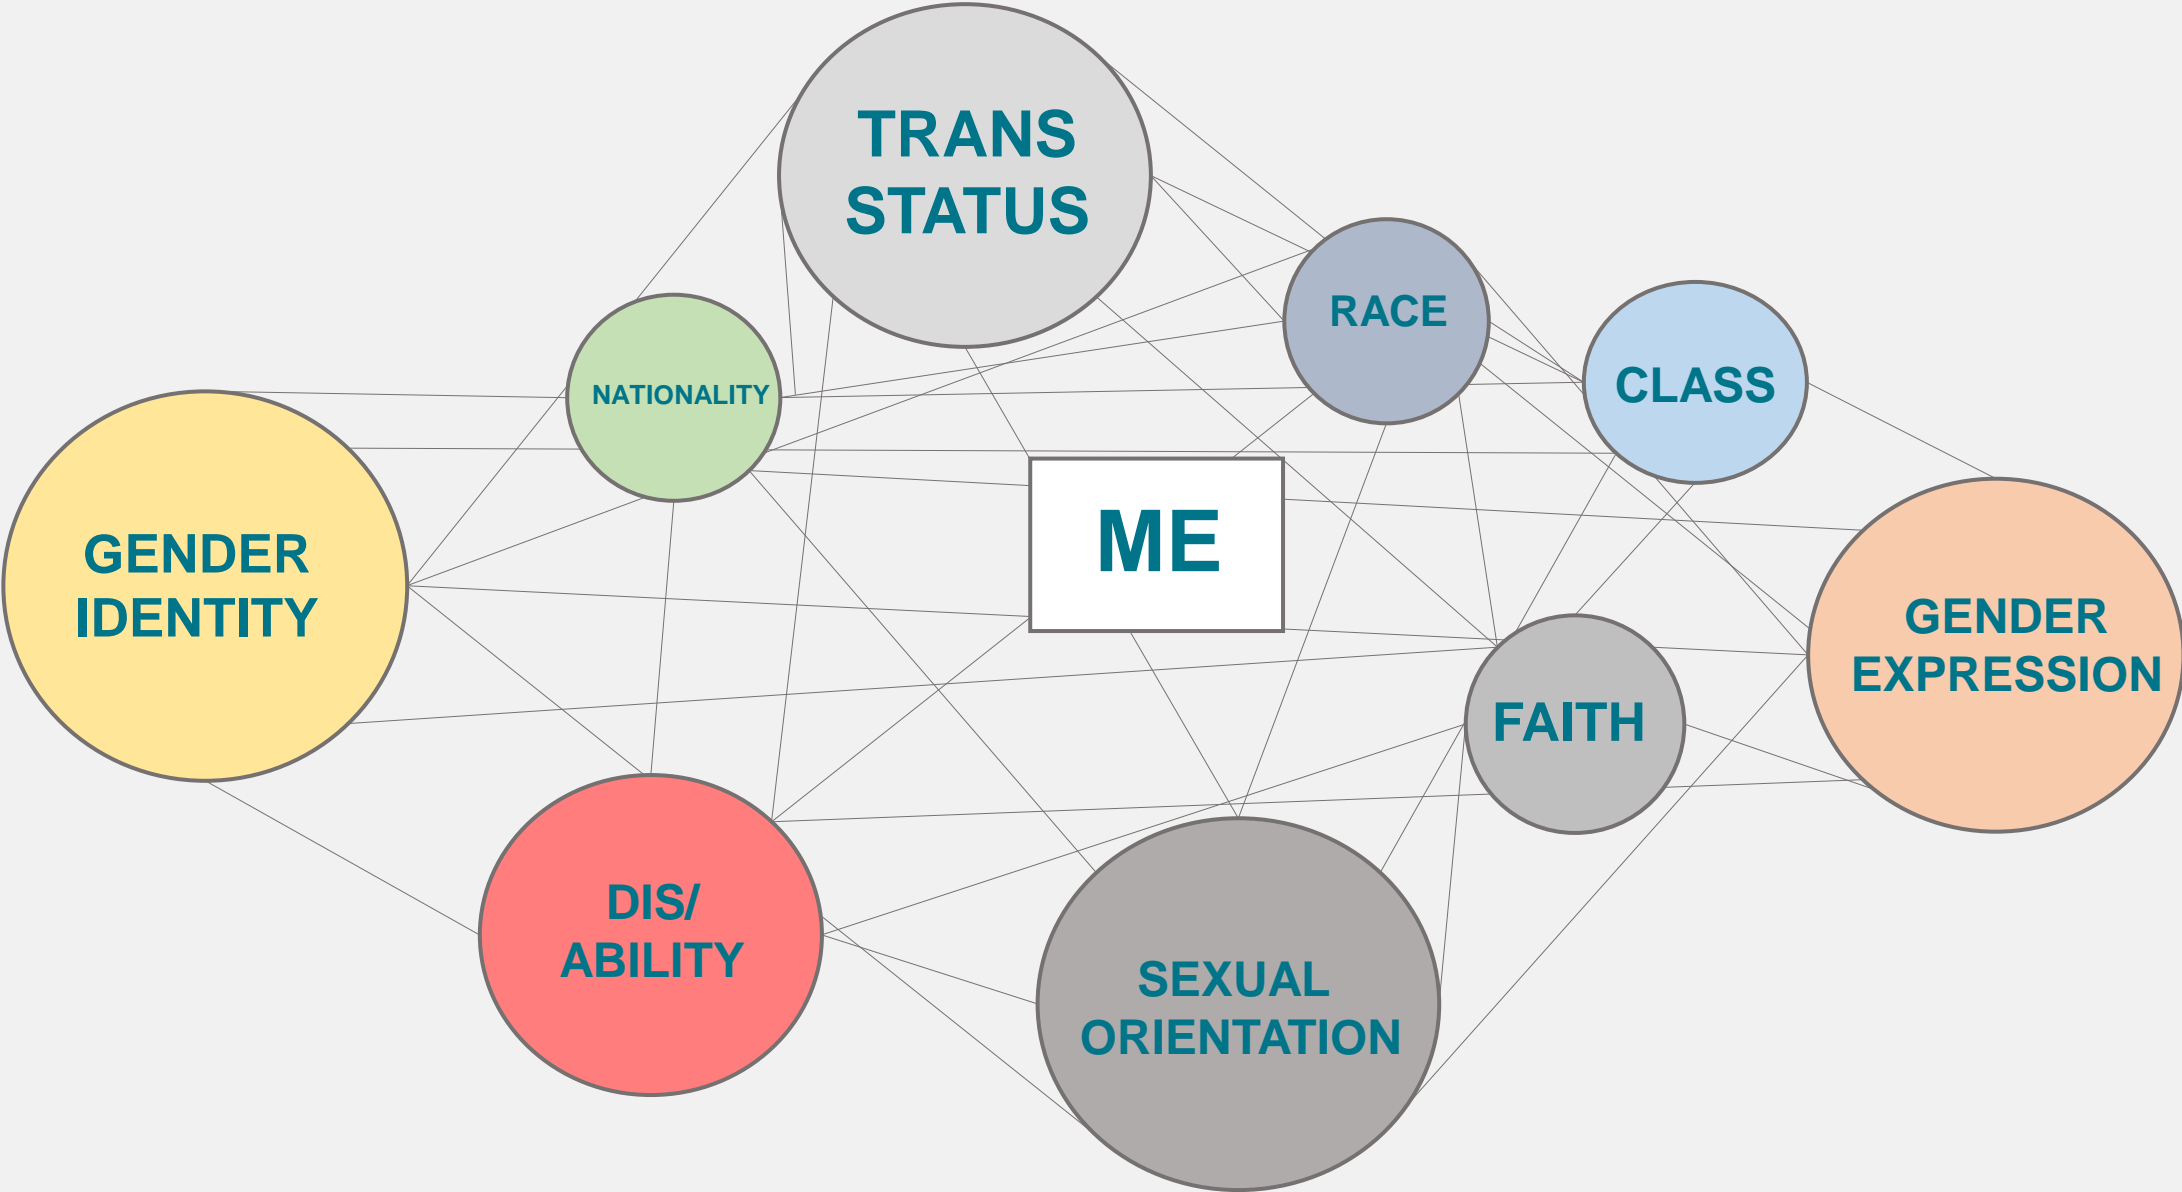 TRANS
STATUS
RACE
CLASS
NATIONALITY
ME
GENDER
IDENTITY
GENDER
EXPRESSION
FAITH
DIS/
ABILITY
SEXUAL
ORIENTATION